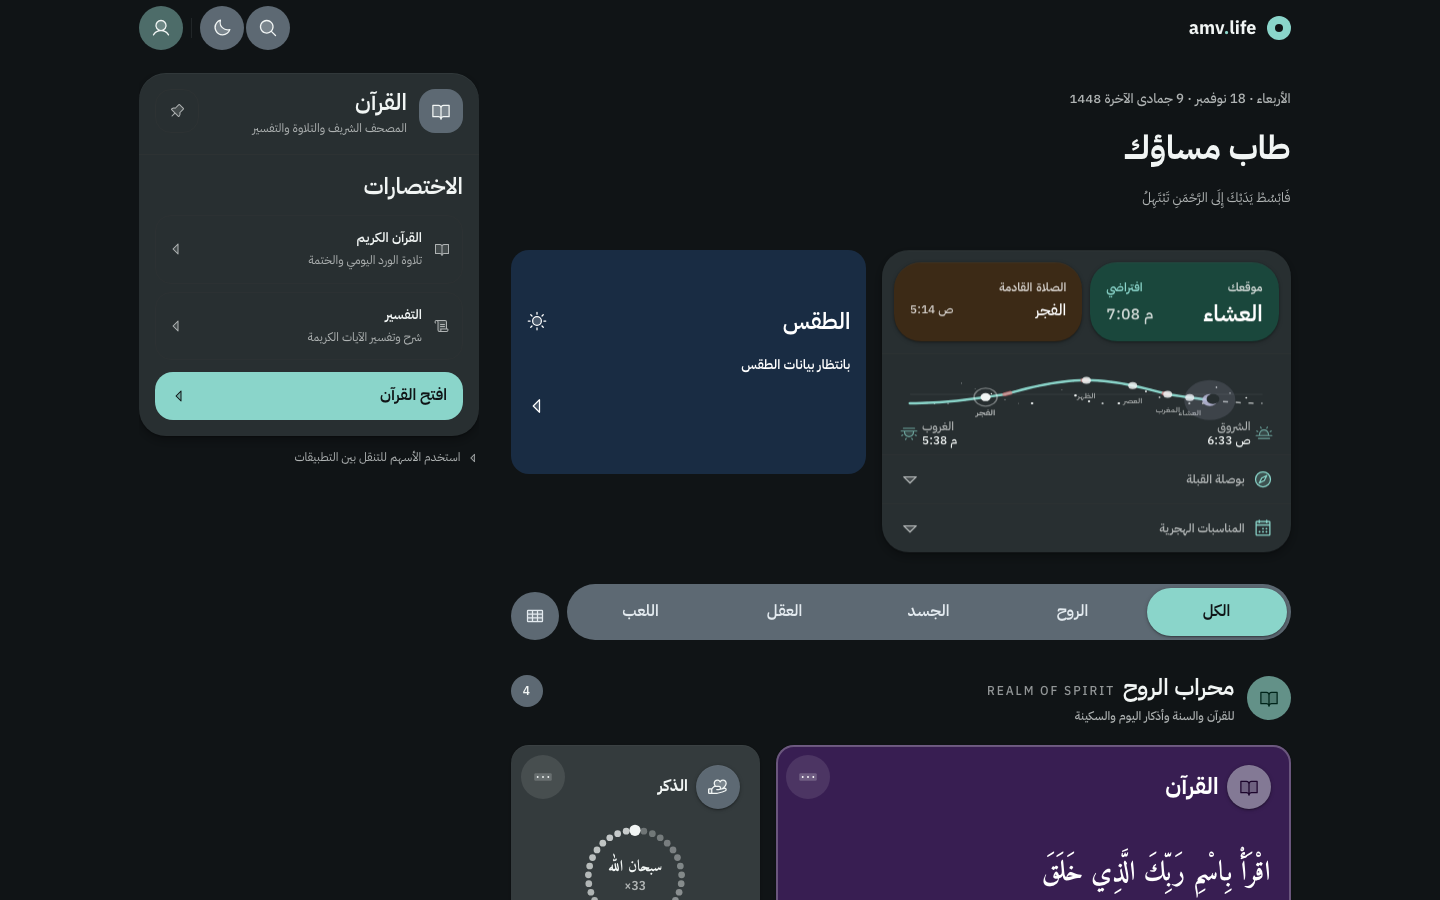 amv.life
الأربعاء · 18 نوفمبر · 9 جمادى الآخرة 1448
طاب مساؤك
فَابْسُطْ يَدَيْكَ إِلَى الرَّحْمَنِ تَبْتَهِلُ
موقعك
افتراضي
العشاء
7:08 م
الصلاة القادمة
الفجر
5:14 ص
الفجر
الظهر
العصر
المغرب
العشاء
الشروق
6:33 ص
الغروب
5:38 م
بوصلة القبلة
المناسبات الهجرية
الطقس
بانتظار بيانات الطقس
القرآن
المصحف الشريف والتلاوة والتفسير
الاختصارات
القرآن الكريم
تلاوة الورد اليومي والختمة
التفسير
شرح وتفسير الآيات الكريمة
افتح القرآن
استخدم الأسهم للتنقل بين التطبيقات
الكل
الروح
الجسد
العقل
اللعب
محراب الروح REALM OF SPIRIT
للقرآن والسنة وأذكار اليوم والسكينة
4
القرآن
اقْرَأْ بِاسْمِ رَبِّكَ الَّذِي خَلَقَ
الذكر
سبحان الله
×33